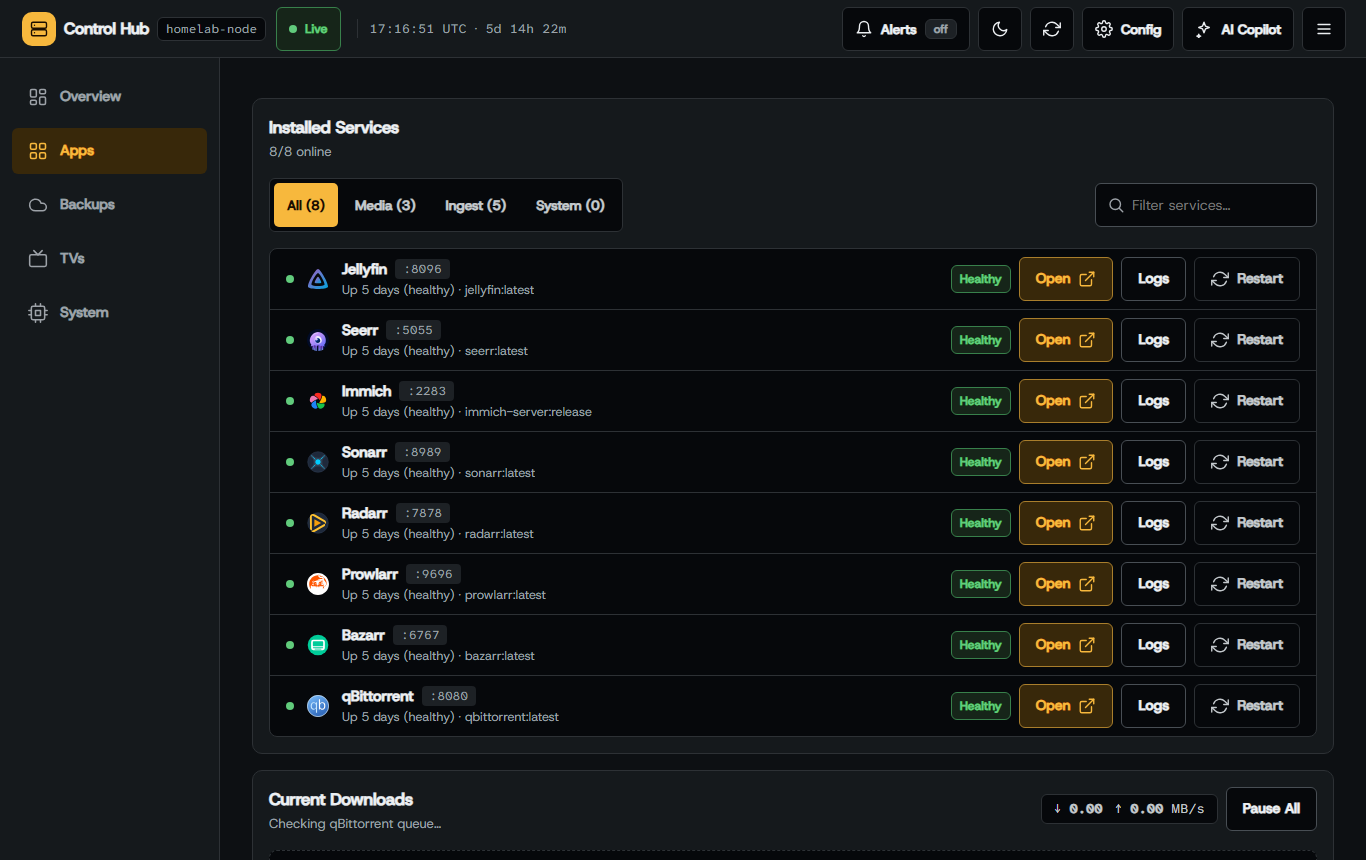 Control Hub homelab-node Live 17:16:51 UTC · 5d 14h 22m Alerts off Config AI Copilot
Overview
Apps
Backups
TVs
System
Installed Services
8/8 online
All (8) Media (3) Ingest (5) System (0) Filter services...
Jellyfin :8096
Up 5 days (healthy) · jellyfin:latest
Healthy Open Logs Restart
Seerr :5055
Up 5 days (healthy) · seerr:latest
Healthy Open Logs Restart
Immich :2283
Up 5 days (healthy) · immich-server:release
Healthy Open Logs Restart
Sonarr :8989
Up 5 days (healthy) · sonarr:latest
Healthy Open Logs Restart
Radarr :7878
Up 5 days (healthy) · radarr:latest
Healthy Open Logs Restart
Prowlarr :9696
Up 5 days (healthy) · prowlarr:latest
Healthy Open Logs Restart
Bazarr :6767
Up 5 days (healthy) · bazarr:latest
Healthy Open Logs Restart
qb
qBittorrent :8080
Up 5 days (healthy) · qbittorrent:latest
Healthy Open Logs Restart
Current Downloads
Checking qBittorrent queue...
↓ 0.00 ↑ 0.00 MB/s Pause All